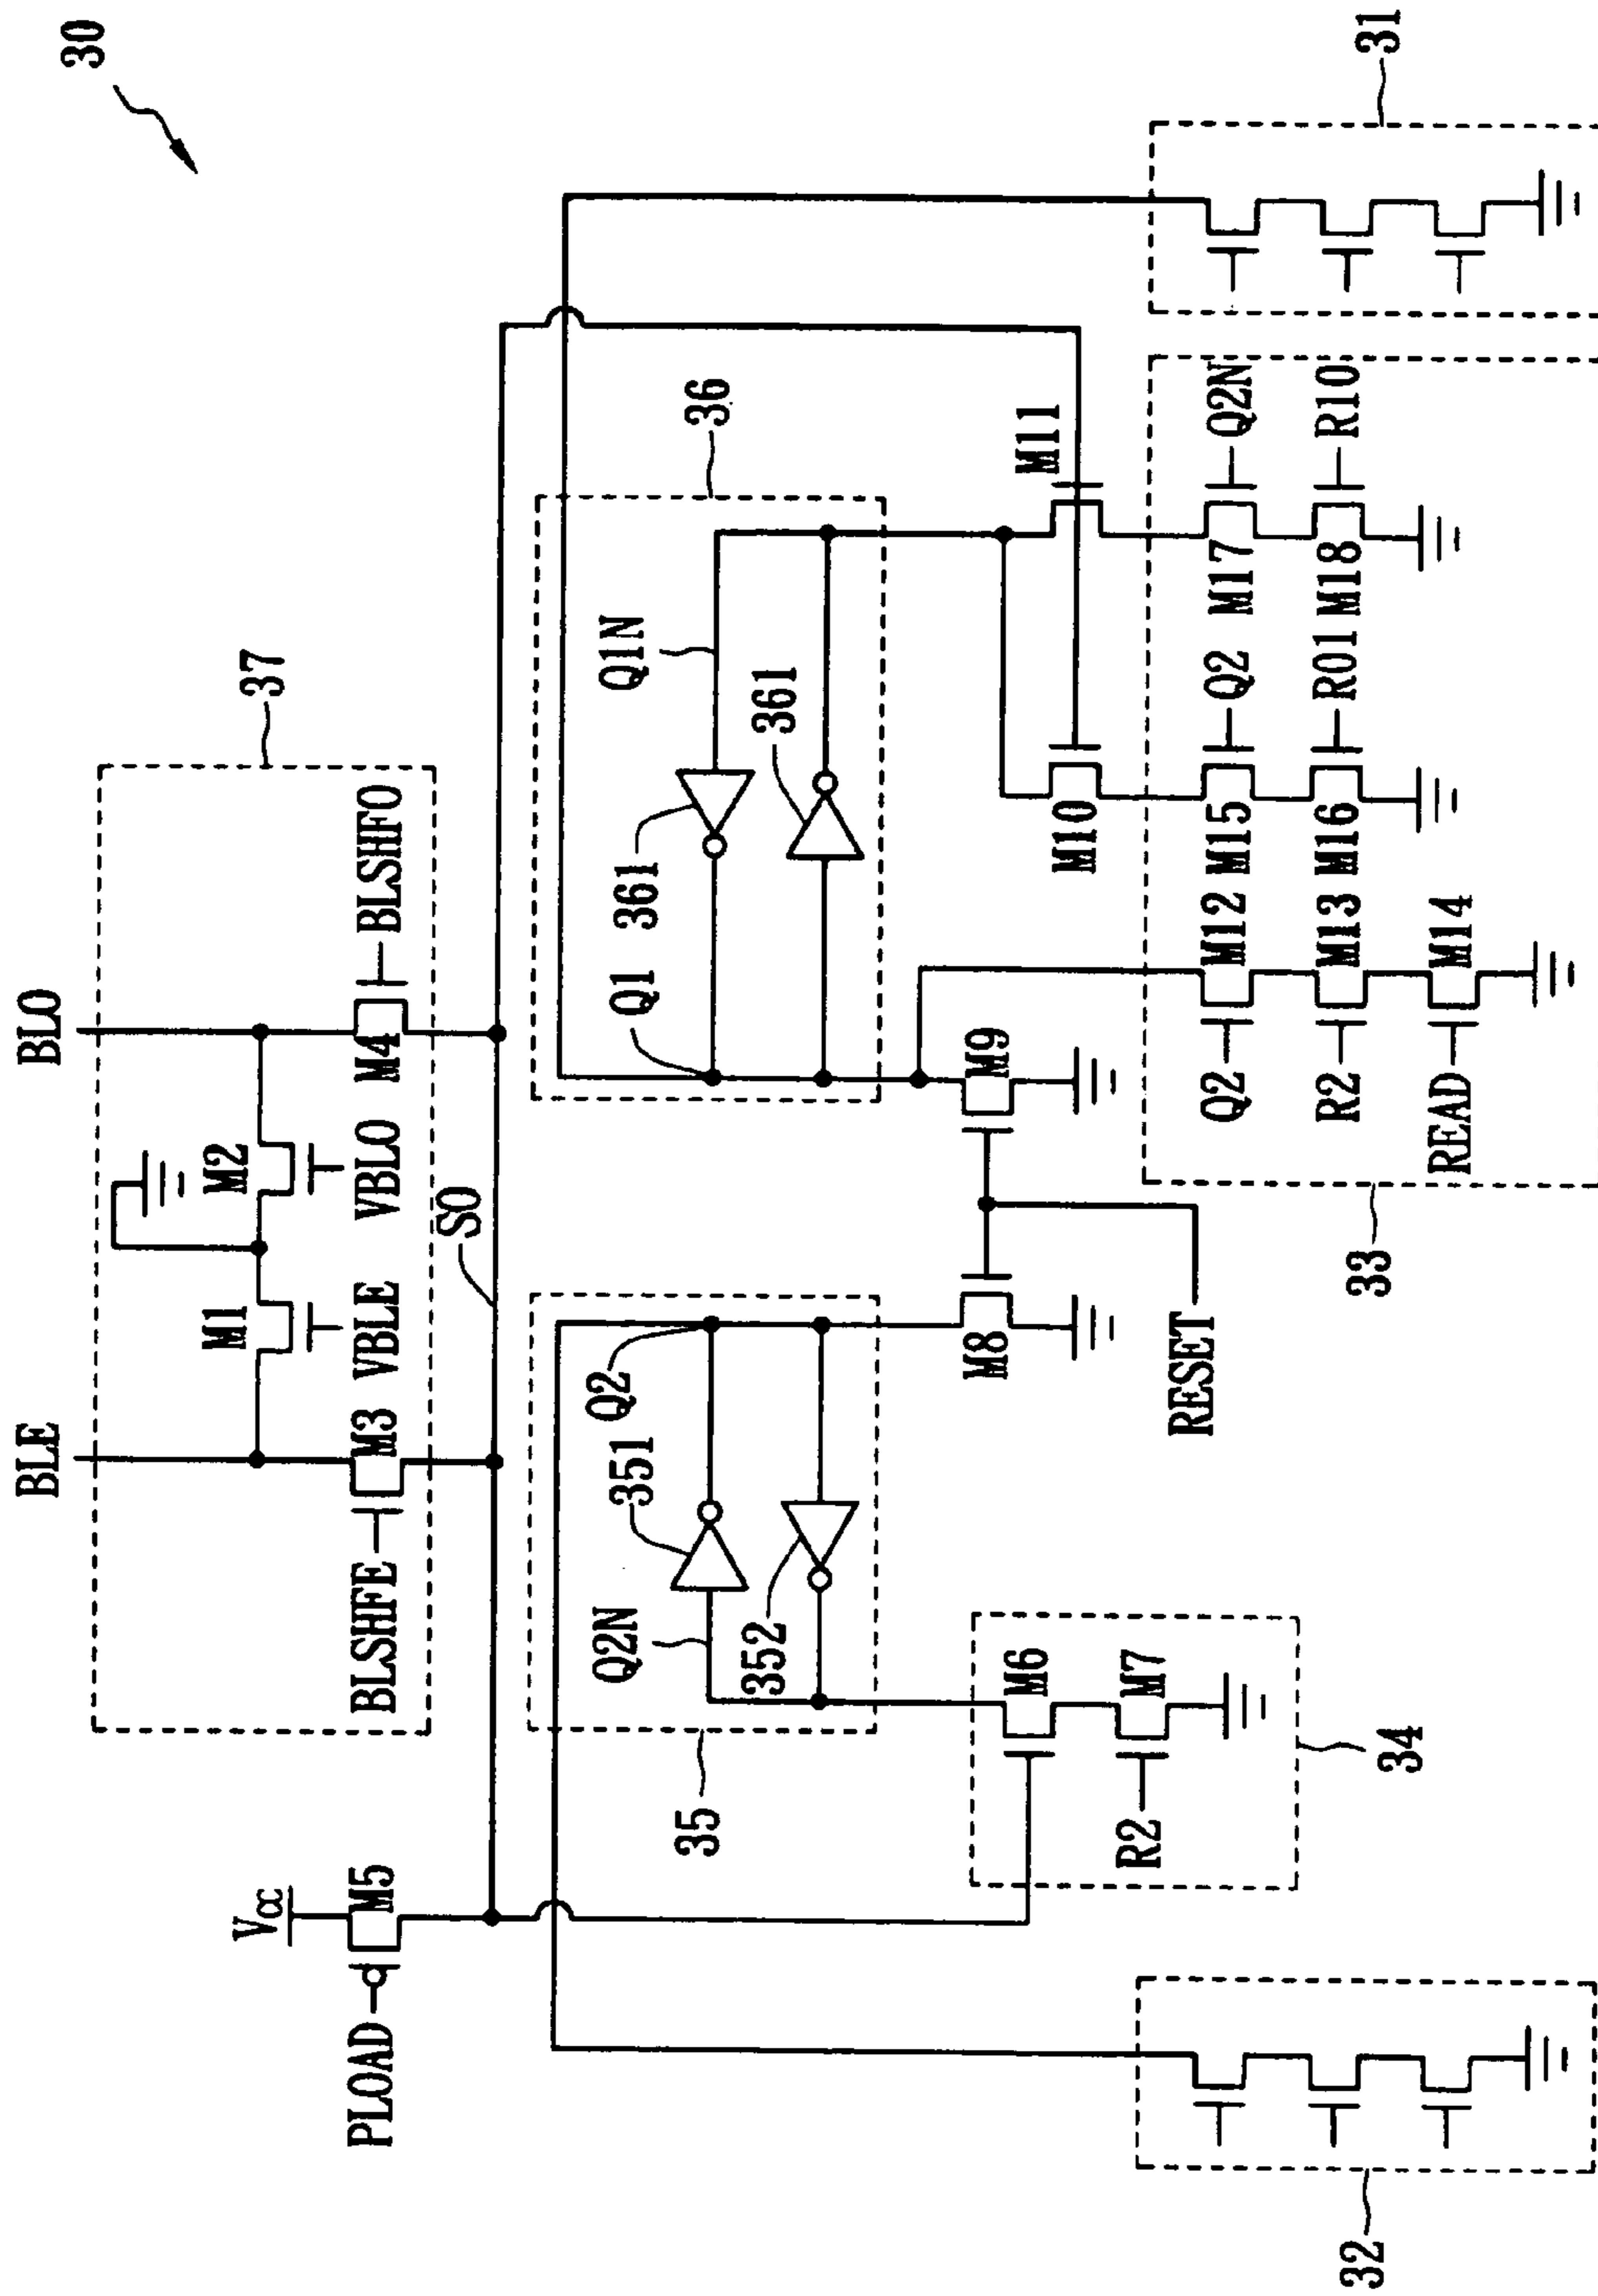 30
BLE
BLO
37
M1
M2
VCC
PLOAD
M5
BLSHFE
M3
VBLE
VBLO
M4
BLSHFO
SO
35
Q2N
351
Q2
352
36
Q1
361
Q1N
361
M6
M7
R2
34
M8
M9
RESET
M10
M11
32
33
Q2
M12
R2
M13
READ
M14
M15
Q2
M16
R01
M17
Q2N
M18
R10
31